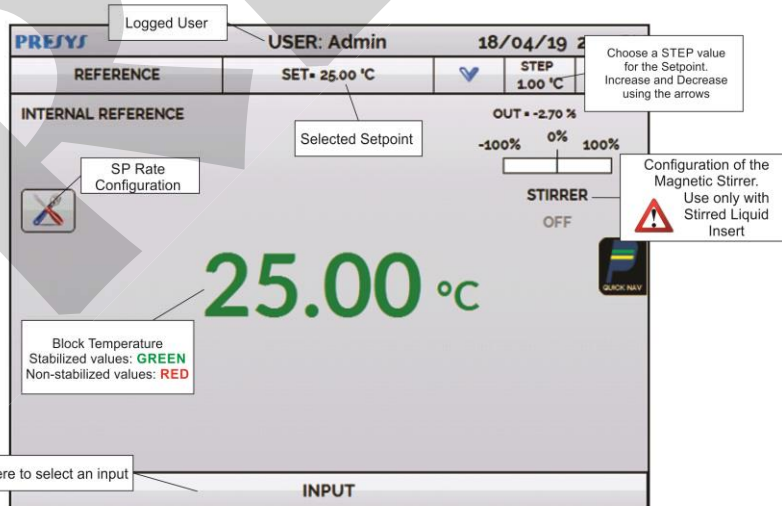 Logged User
PRESYS
USER: Admin
18/04/19 2
REFERENCE
SET= 25.00 °C
STEP
1.00 °C
Choose a STEP value
for the Setpoint.
Increase and Decrease
using the arrows
INTERNAL REFERENCE
Selected Setpoint
OUT = -2.70 %
-100% 0% 100%
SP Rate
Configuration
STIRRER
OFF
Configuration of the
Magnetic Stirrer.
Use only with
Stirred Liquid
Insert
25.00 °C
QUICK NAV
Block Temperature
Stabilized values: GREEN
Non-stabilized values: RED
to select an input
INPUT